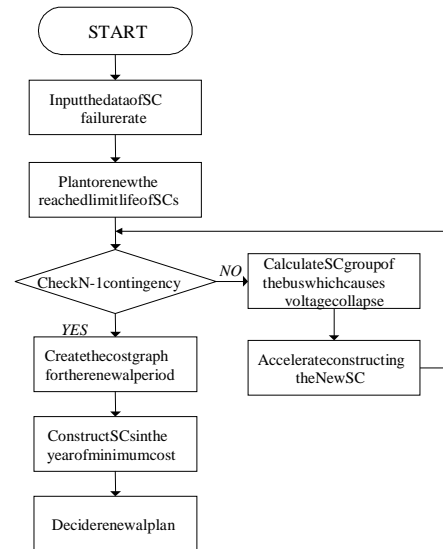 START
InputthedataofSC
failurerate
Plantorenewthe
reachedlimitlifeofSCs
CheckN-1contingency
NO
CalculateSCgroupof
thebuswhichcauses
voltagecollapse
YES
Createthecostgraph
fortherenewalperiod
Accelerateconstructing
theNewSC
ConstructSCsinthe
yearofminimumcost
Deciderenewalplan